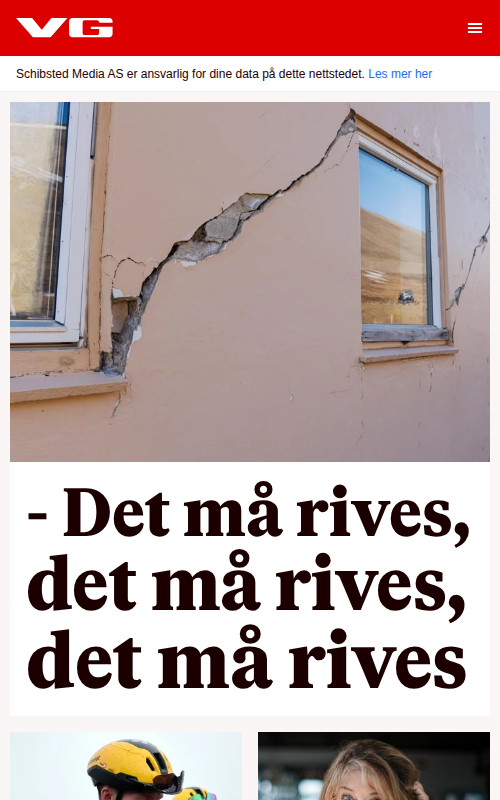 VG
Schibsted Media AS er ansvarlig for dine data på dette nettstedet. Les mer her
- Det må rives,
det må rives,
det må rives